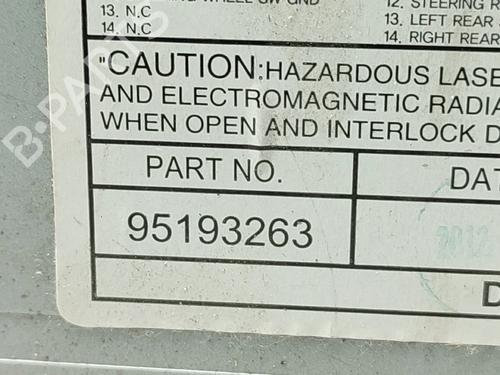 13. N.C
14. N.C
12. STEERING R
13. LEFT REAR
14. RIGHT REAR
"CAUTION:HAZARDOUS LASE
AND ELECTROMAGNETIC RADIA
WHEN OPEN AND INTERLOCK D
PART NO.
DAT
95193263
2012
D
B-PARTS